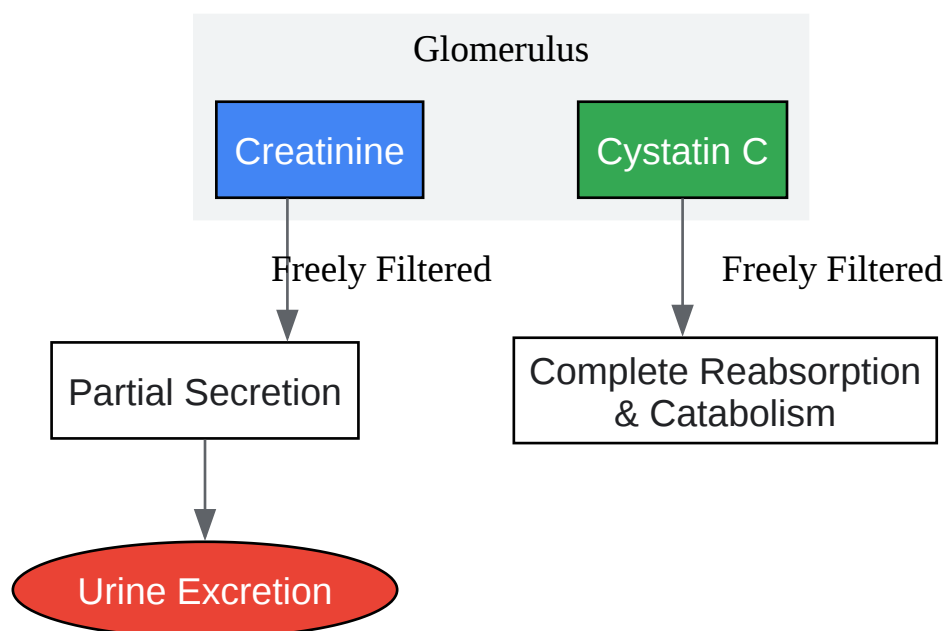 Glomerulus
Creatinine
Cystatin C
Freely Filtered
Freely Filtered
Partial Secretion
Complete Reabsorption
& Catabolism
Urine Excretion